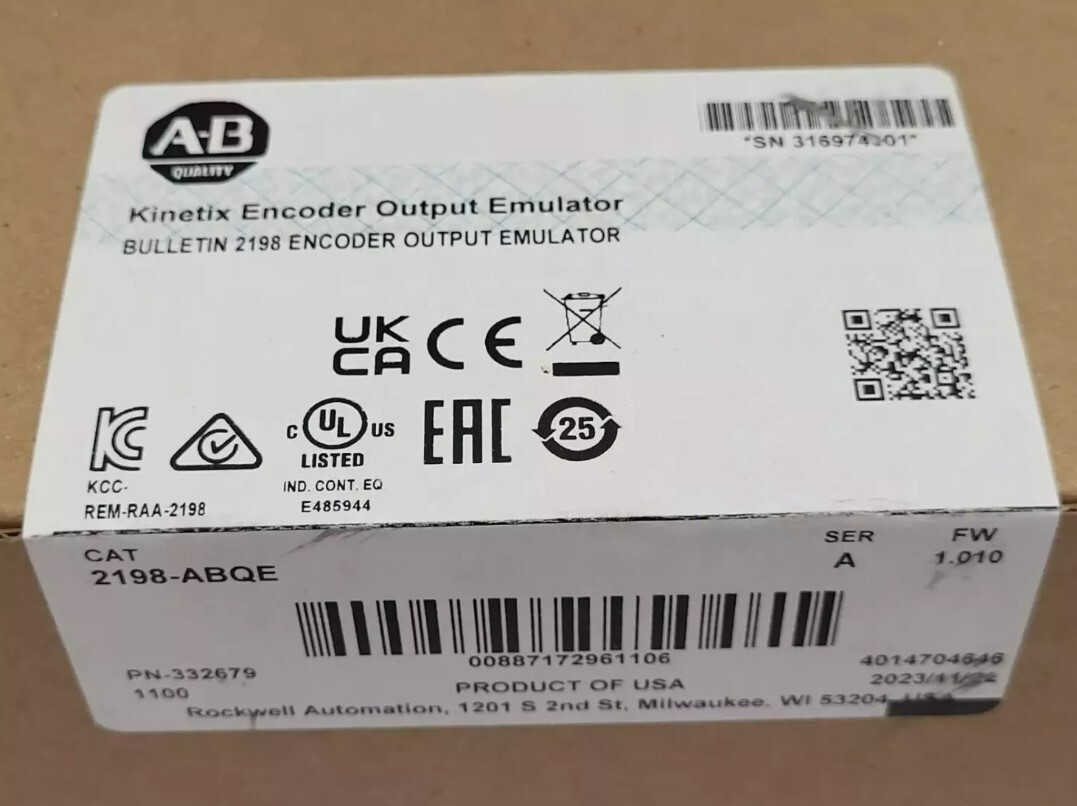 A-B
QUALITY
Kinetix Encoder Output Emulator
BULLETIN 2198 ENCODER OUTPUT EMULATOR
UK
CA CE
KC
KCC-
REM-RAA-2198
C UL US
LISTED
IND. CONT. EQ
E485944
EAC
25
CAT
2198-ABQE
SER
A
FW
1.010
00887172961106
PN-332679
1100
PRODUCT OF USA
Rockwell Automation, 1201 S 2nd St, Milwaukee. WI 53204